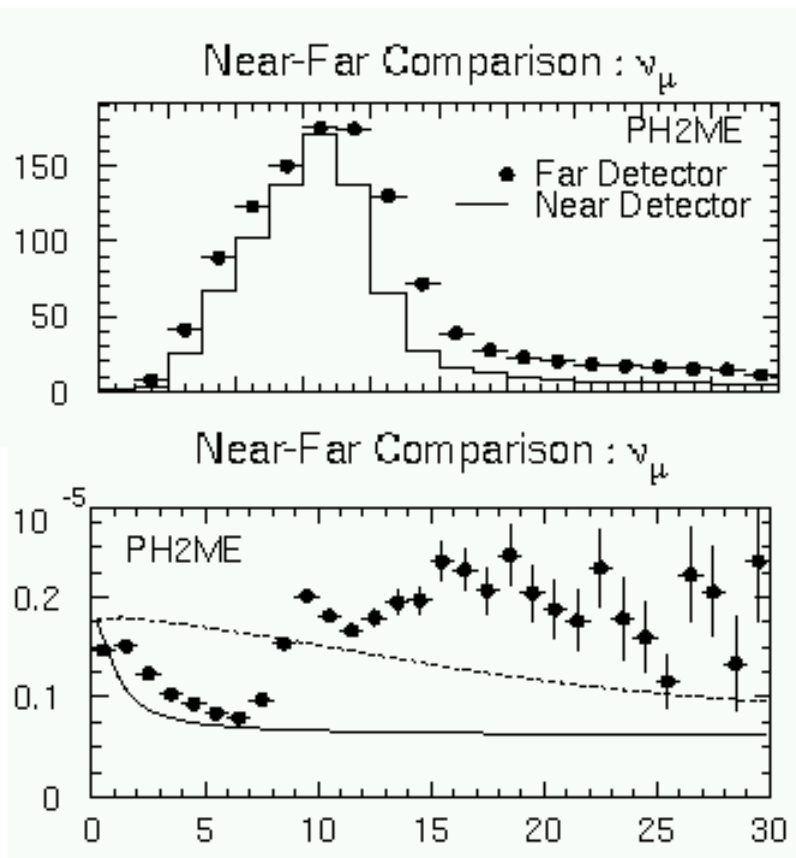 Near-Far Comparison : νμ
PH2ME
150
Far Detector
Near Detector
100
50
0
Near-Far Comparison : νμ
10 -5
PH2ME
0.2
0.1
0
0 5 10 15 20 25 30